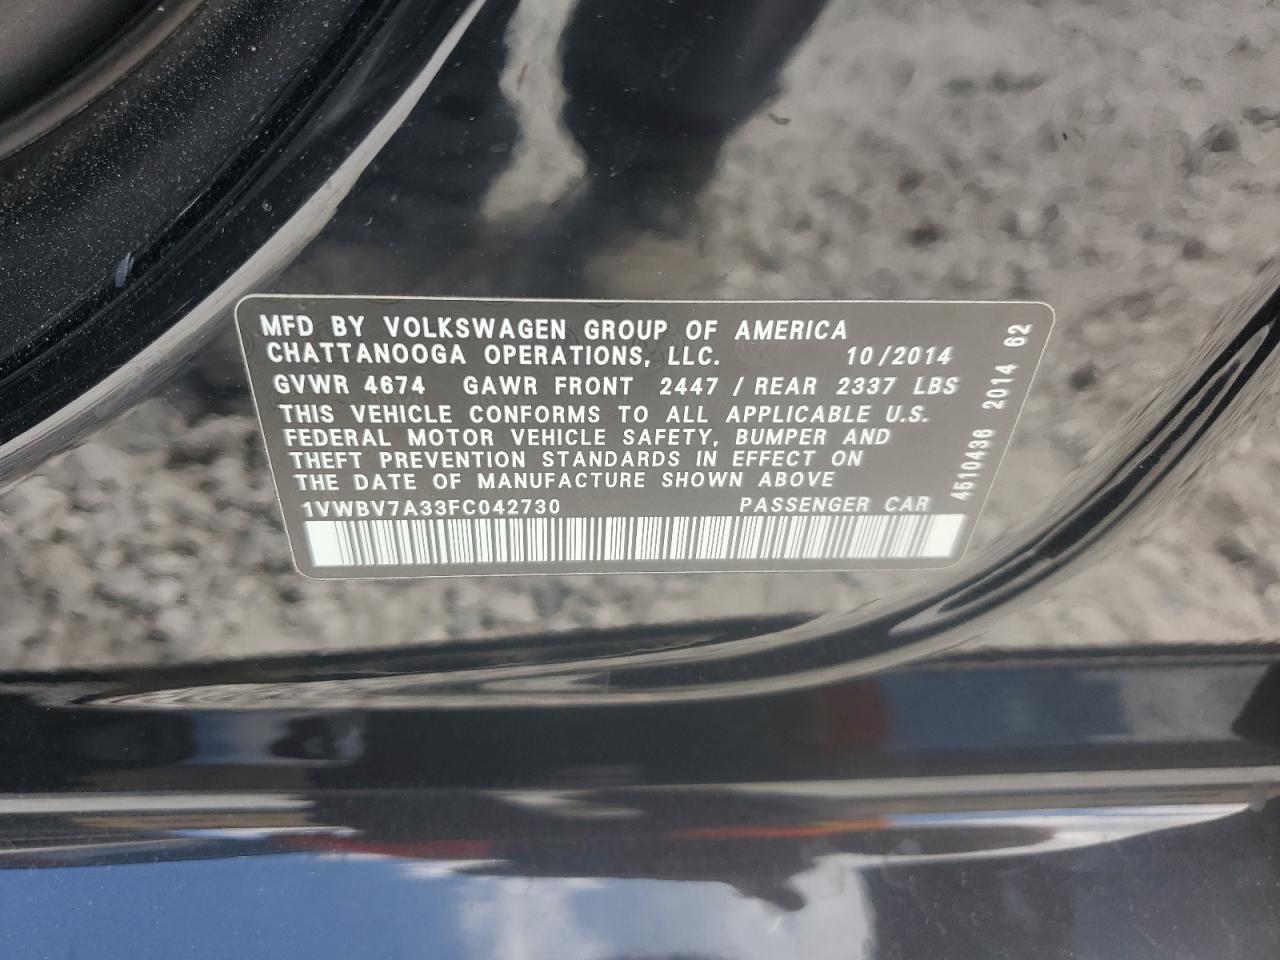 MFD BY VOLKSWAGEN GROUP OF AMERICA
CHATTANOOGA OPERATIONS, LLC. 10/2014
GVWR 4674 GAWR FRONT 2447 / REAR 2337 LBS
THIS VEHICLE CONFORMS TO ALL APPLICABLE U.S.
FEDERAL MOTOR VEHICLE SAFETY, BUMPER AND
THEFT PREVENTION STANDARDS IN EFFECT ON
THE DATE OF MANUFACTURE SHOWN ABOVE
1VWBV7A33FC042730 PASSENGER CAR
4510436 2014 62